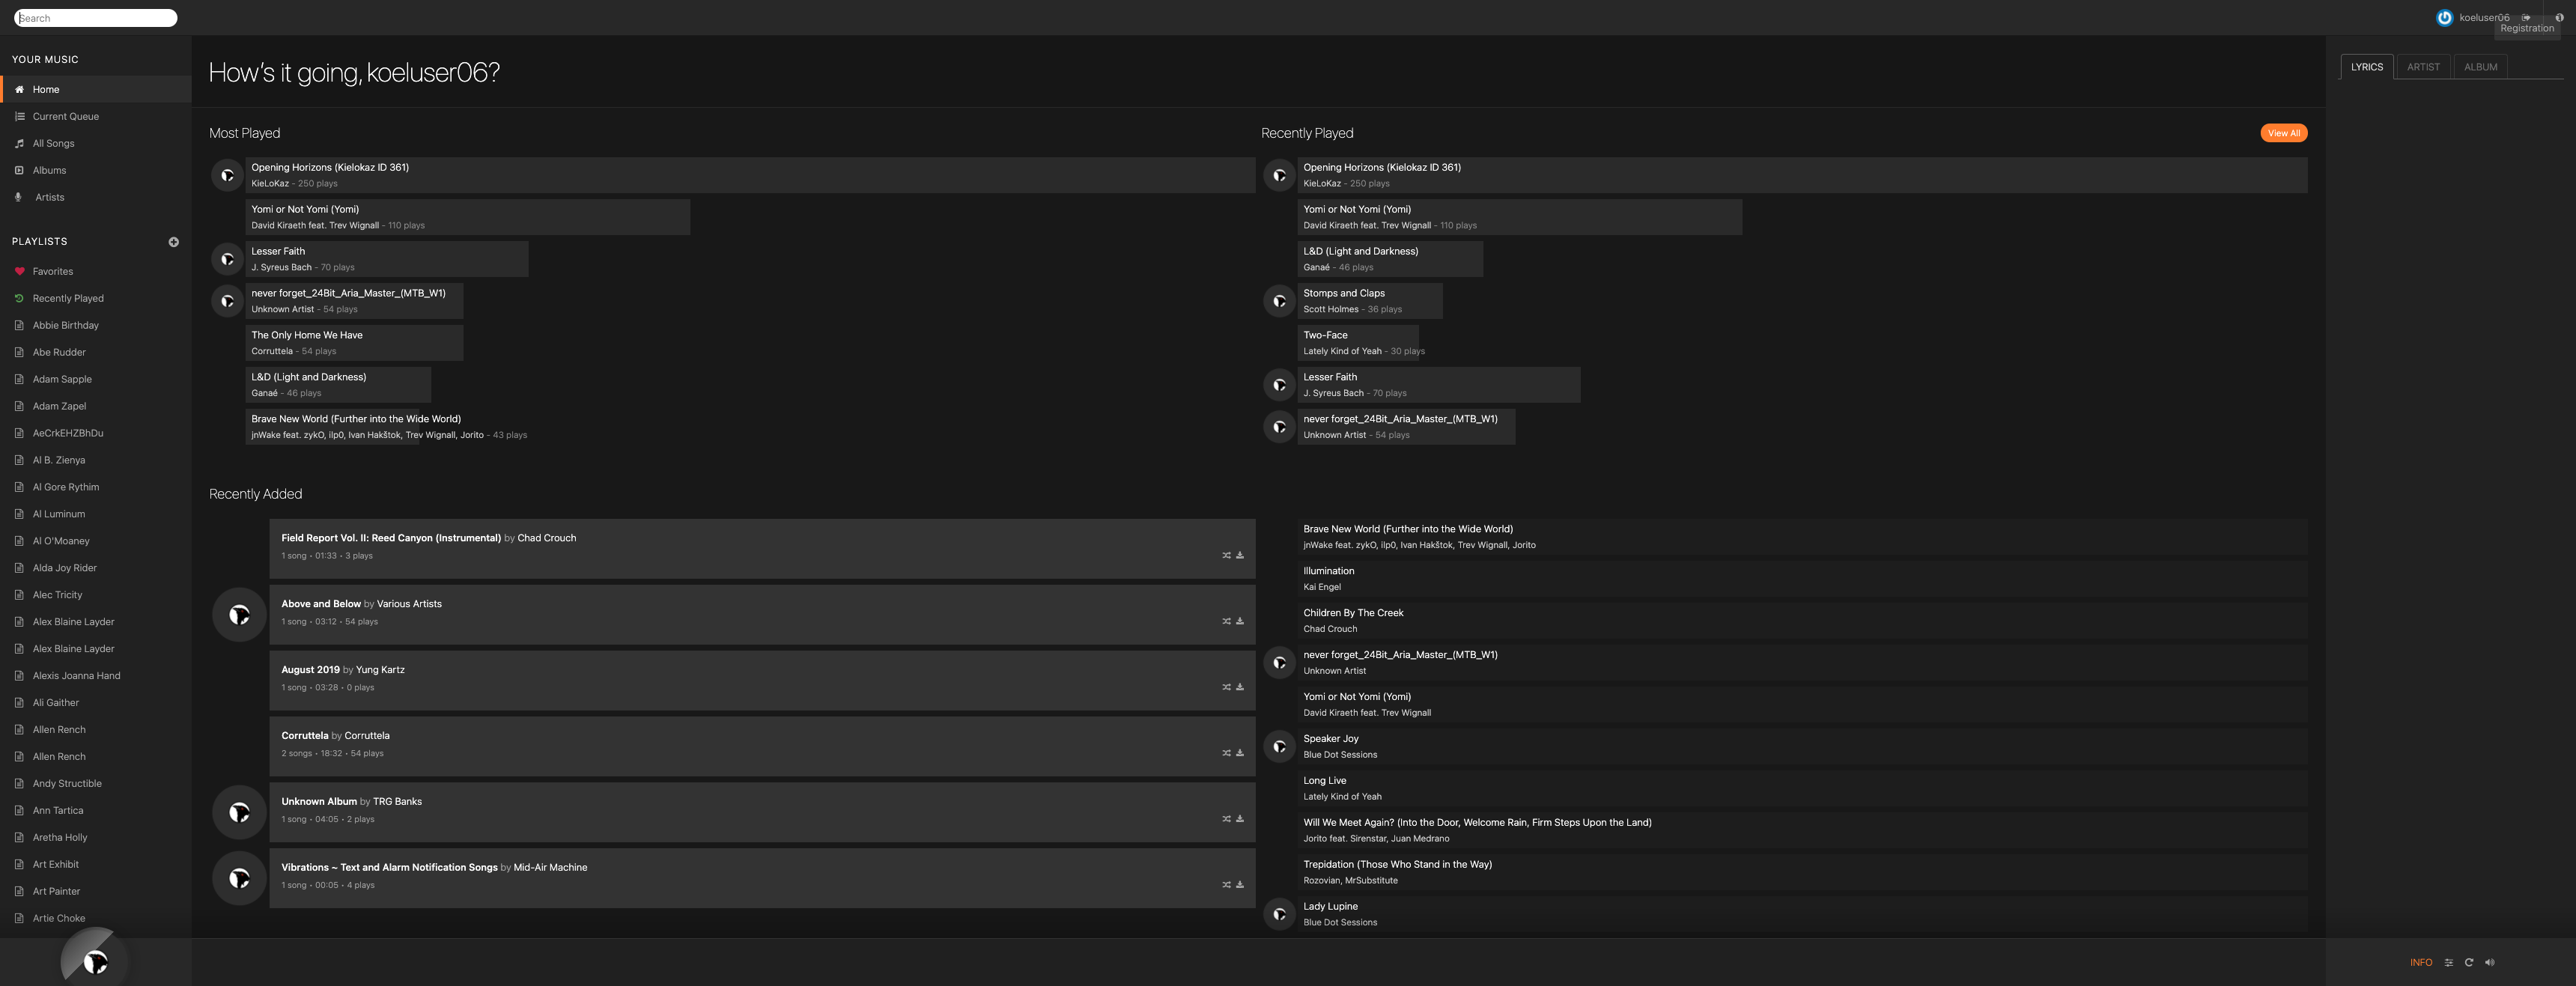 Search
koeluser06
Registration
YOUR MUSIC
Home
Current Queue
All Songs
Albums
Artists
PLAYLISTS
Favorites
Recently Played
Abbie Birthday
Abe Rudder
Adam Sapple
Adam Zapel
AeCrkEHZBhDu
Al B. Zienya
Al Gore Rythim
Al Luminum
Al O'Moaney
Alda Joy Rider
Alec Tricity
Alex Blaine Layder
Alex Blaine Layder
Alexis Joanna Hand
Ali Gaither
Allen Rench
Allen Rench
Andy Structible
Ann Tartica
Aretha Holly
Art Exhibit
Art Painter
Artie Choke
How's it going, koeluser06?
Most Played
Opening Horizons (Kielokaz ID 361)
KieLoKaz - 250 plays
Yomi or Not Yomi (Yomi)
David Kiraeth feat. Trev Wignall - 110 plays
Lesser Faith
J. Syreus Bach - 70 plays
never forget_24Bit_Aria_Master_(MTB_W1)
Unknown Artist - 54 plays
The Only Home We Have
Corruttela - 54 plays
L&D (Light and Darkness)
Ganaé - 46 plays
Brave New World (Further into the Wide World)
jnWake feat. zykO, ilp0, Ivan Hakštok, Trev Wignall, Jorito - 43 plays
Recently Played
View All
Opening Horizons (Kielokaz ID 361)
KieLoKaz - 250 plays
Yomi or Not Yomi (Yomi)
David Kiraeth feat. Trev Wignall - 110 plays
L&D (Light and Darkness)
Ganaé - 46 plays
Stomps and Claps
Scott Holmes - 36 plays
Two-Face
Lately Kind of Yeah - 30 plays
Lesser Faith
J. Syreus Bach - 70 plays
never forget_24Bit_Aria_Master_(MTB_W1)
Unknown Artist - 54 plays
Recently Added
Field Report Vol. II: Reed Canyon (Instrumental) by Chad Crouch
1 song • 01:33 • 3 plays
Above and Below by Various Artists
1 song • 03:12 • 54 plays
August 2019 by Yung Kartz
1 song • 03:28 • 0 plays
Corruttela by Corruttela
2 songs • 18:32 • 54 plays
Unknown Album by TRG Banks
1 song • 04:05 • 2 plays
Vibrations ~ Text and Alarm Notification Songs by Mid-Air Machine
1 song • 00:05 • 4 plays
Brave New World (Further into the Wide World)
jnWake feat. zykO, ilp0, Ivan Hakštok, Trev Wignall, Jorito
Illumination
Kai Engel
Children By The Creek
Chad Crouch
never forget_24Bit_Aria_Master_(MTB_W1)
Unknown Artist
Yomi or Not Yomi (Yomi)
David Kiraeth feat. Trev Wignall
Speaker Joy
Blue Dot Sessions
Long Live
Lately Kind of Yeah
Will We Meet Again? (Into the Door, Welcome Rain, Firm Steps Upon the Land)
Jorito feat. Sirenstar, Juan Medrano
Trepidation (Those Who Stand in the Way)
Rozovian, MrSubstitute
Lady Lupine
Blue Dot Sessions
LYRICS
ARTIST
ALBUM
INFO